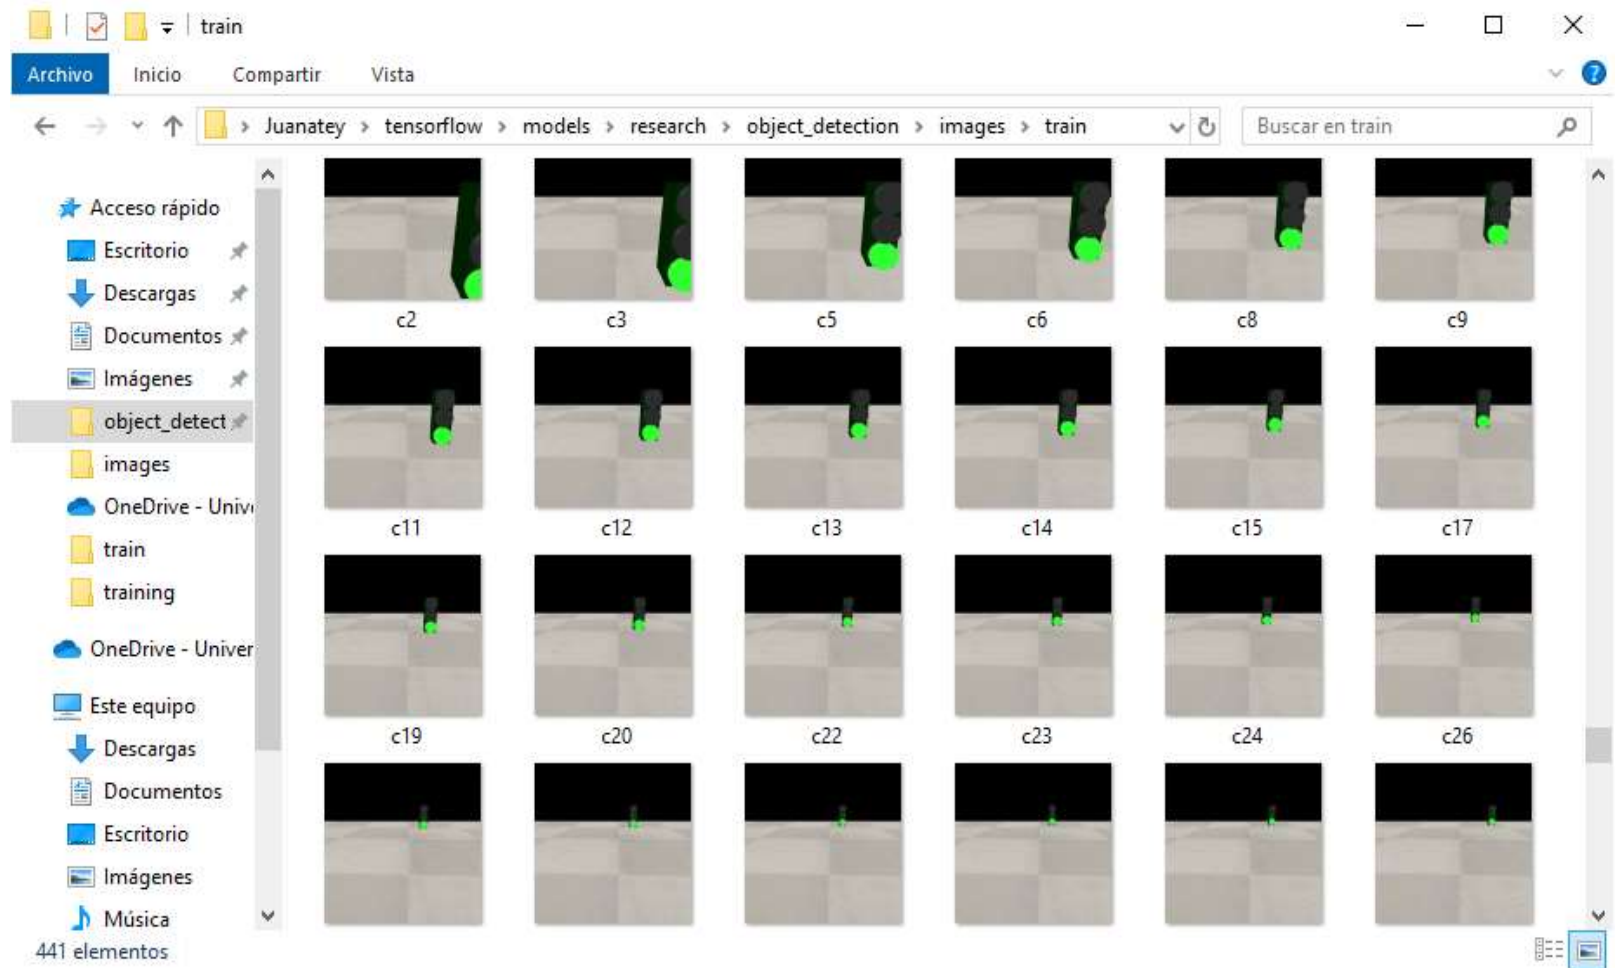 train
Archivo Inicio Compartir Vista
Juanatey > tensorflow > models > research > object_detection > images > train
Buscar en train
Acceso rápido
Escritorio
Descargas
Documentos
Imágenes
object_detect
images
OneDrive - Unive
train
training
OneDrive - Univer
Este equipo
Descargas
Documentos
Escritorio
Imágenes
Música
c2 c3 c5 c6 c8 c9
c11 c12 c13 c14 c15 c17
c19 c20 c22 c23 c24 c26
441 elementos